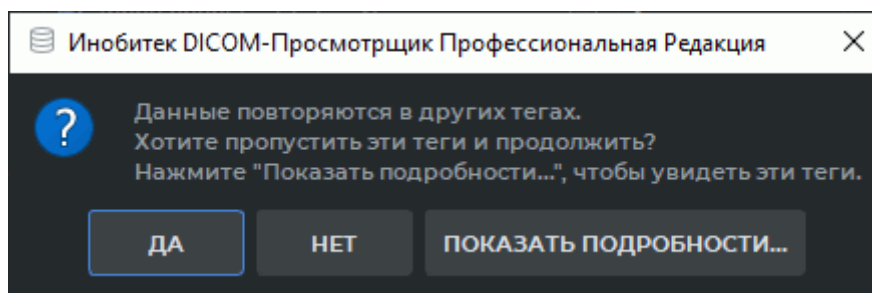 Инобитек DICOM-Просмотрщик Профессиональная Редакция
Данные повторяются в других тегах.
Хотите пропустить эти теги и продолжить?
Нажмите "Показать подробности...", чтобы увидеть эти теги.
ДА НЕТ ПОКАЗАТЬ ПОДРОБНОСТИ...